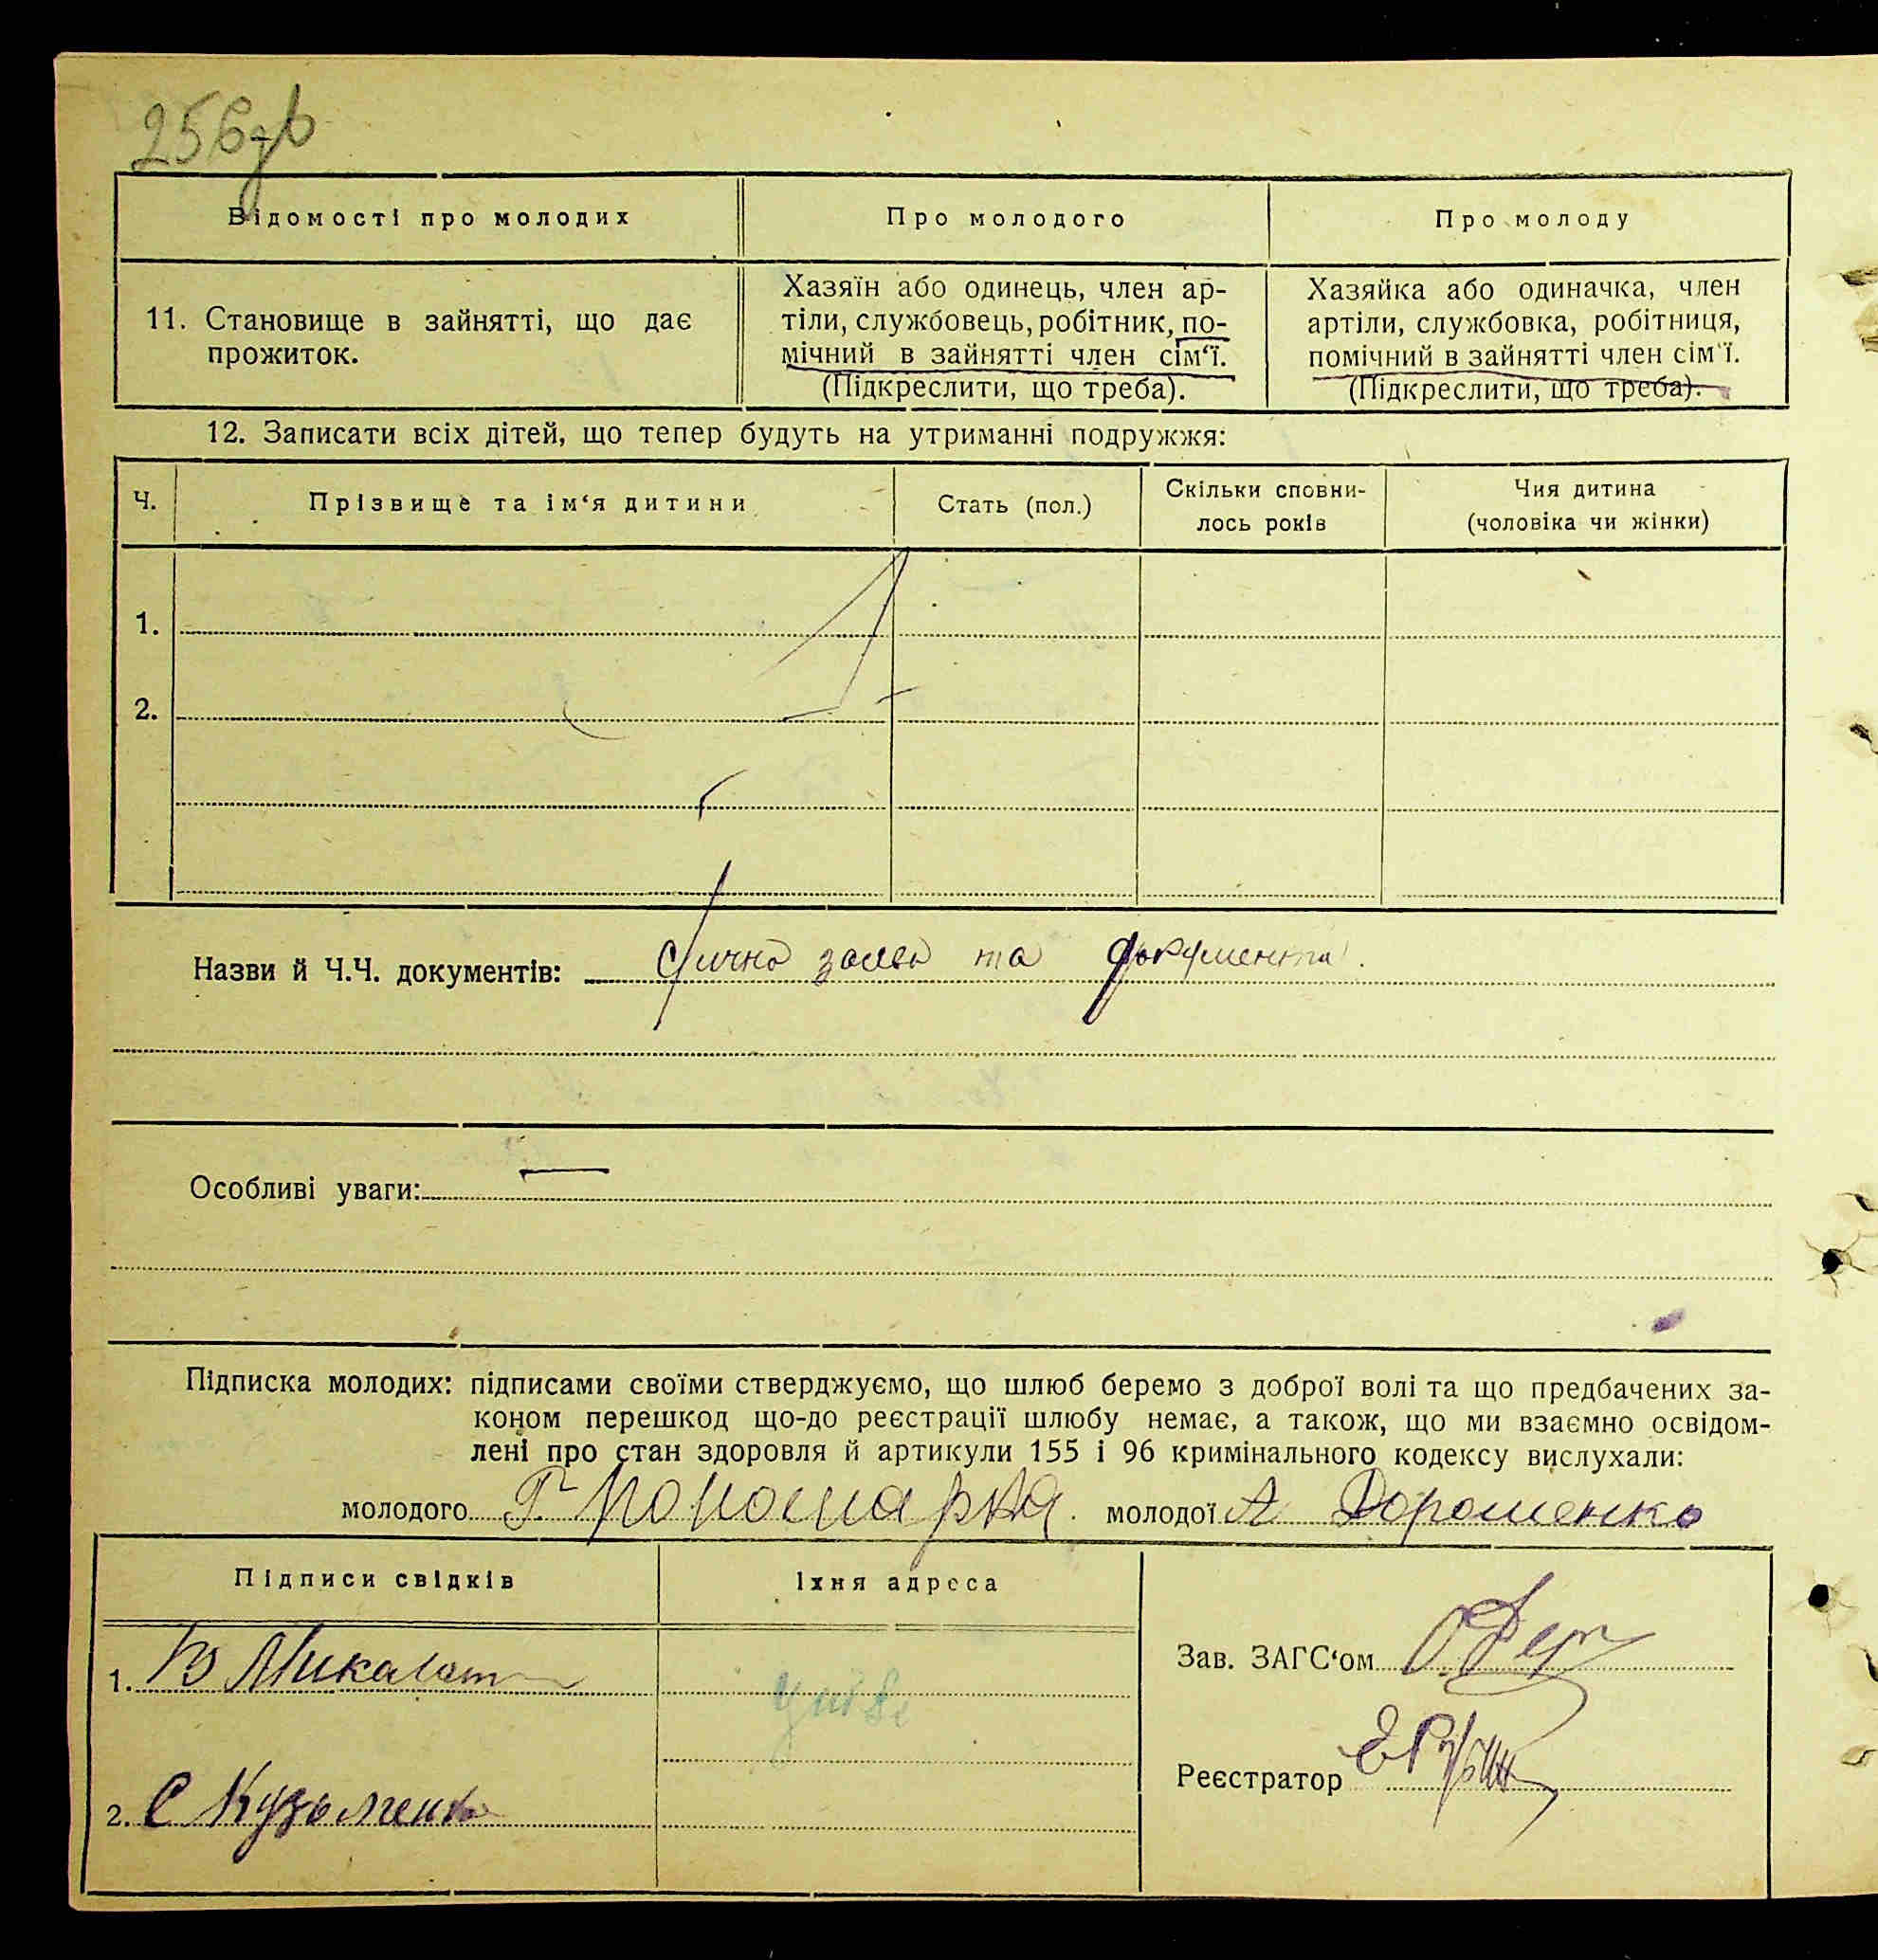 256
Відомості про молодих
Про молодого
Про молоду
11. Становище в зайнятті, що дає
прожиток.
Хазяїн або одинець, член ар-
тіли, службовець, робітник, по-
мічний в зайнятті член сім‘ї.
(Підкреслити, що треба).
Хазяйка або одиначка, член
артіли, службовка, робітниця,
помічний в зайнятті член сім‘ї.
(Підкреслити, що треба).
12. Записати всіх дітей, що тепер будуть на утриманні подружжя:
Ч.
Прізвище та ім‘я дитини
Стать (пол.)
Скільки сповни-
лось років
Чия дитина
(чоловіка чи жінки)
1.
2.
Назви й Ч.Ч. документів: та документи.
Особливі уваги: —
Підписка молодих: підписами своїми стверджуємо, що шлюб беремо з доброї волі та що предбачених за-
коном перешкод що-до реєстрації шлюбу немає, а також, що ми взаємно освідом-
лені про стан здоровля й артикули 155 і 96 кримінального кодексу вислухали:
молодого Г. молодої А Дорошенко
Підписи свідків
Їхня адреса
1.
2. С Кузьменко
Зав. ЗАГС‘ом
Реєстратор